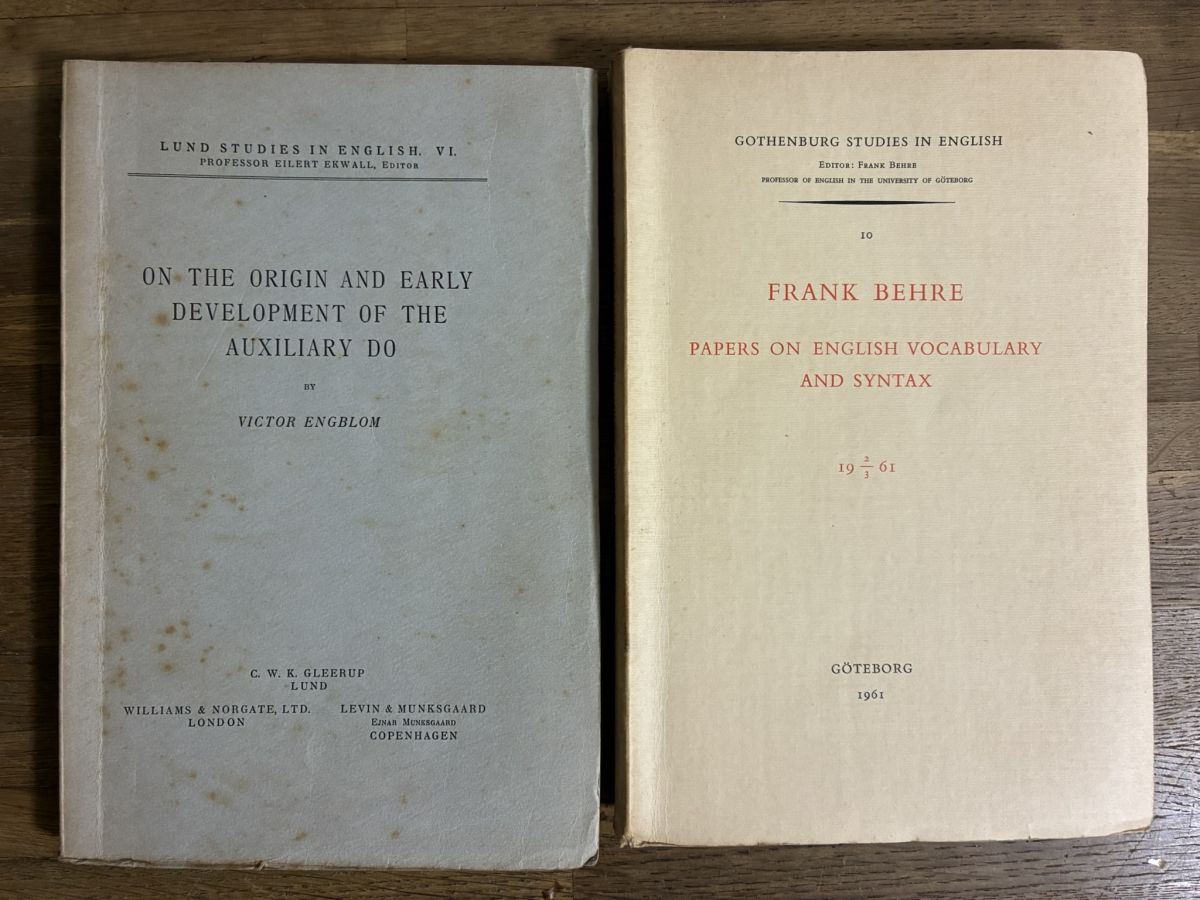 LUND STUDIES IN ENGLISH. VI.
PROFESSOR EILERT EKWALL, EDITOR
ON THE ORIGIN AND EARLY
DEVELOPMENT OF THE
AUXILIARY DO
BY
VICTOR ENGBLOM
C. W. K. GLEERUP
LUND
WILLIAMS & NORGATE, LTD.
LONDON
LEVIN & MUNKSGAARD
EJNAR MUNKSGAARD
COPENHAGEN
GOTHENBURG STUDIES IN ENGLISH
EDITOR: FRANK BEHRE
PROFESSOR OF ENGLISH IN THE UNIVERSITY OF GÖTEBORG
10
FRANK BEHRE
PAPERS ON ENGLISH VOCABULARY
AND SYNTAX
19 2/3 61
GÖTEBORG
1961